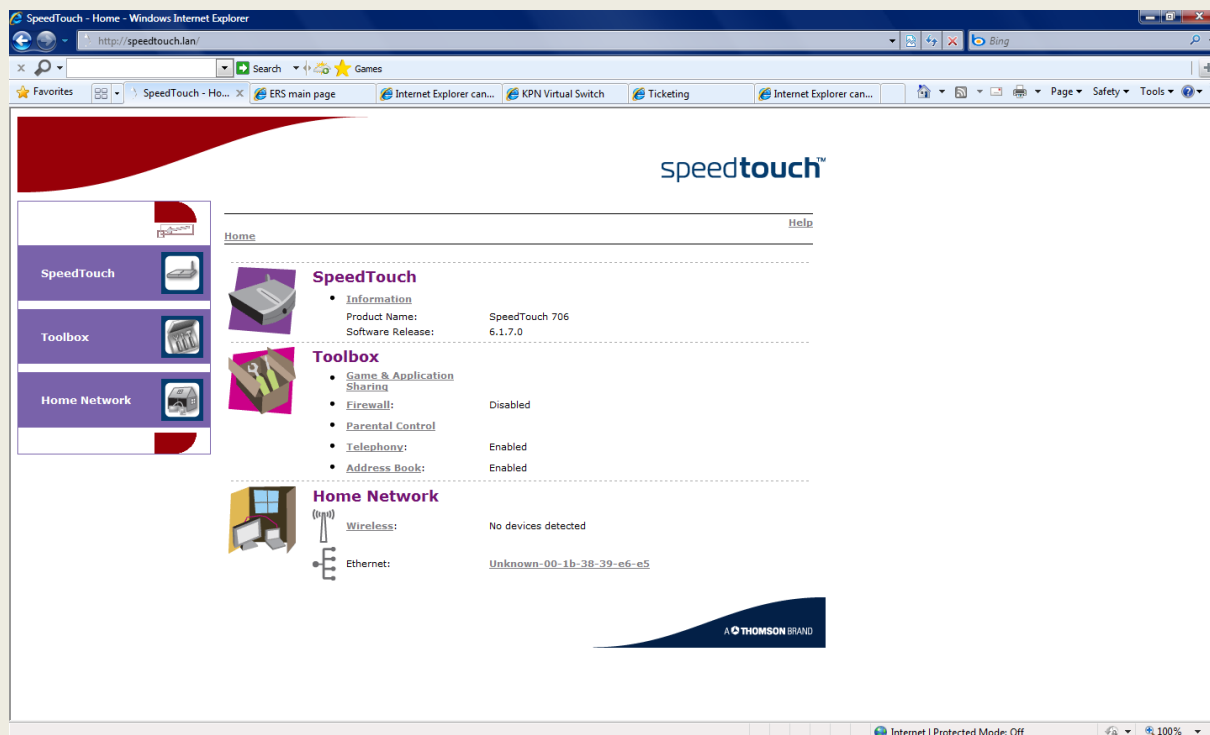 SpeedTouch - Home - Windows Internet Explorer
http://speedtouch.lan/
Bing
Search
Games
Favorites
SpeedTouch - Ho...
ERS main page
Internet Explorer can...
KPN Virtual Switch
Ticketing
Internet Explorer can...
Page
Safety
Tools
speedtouch™
Help
Home
SpeedTouch
Toolbox
Home Network
SpeedTouch
Information
Product Name: SpeedTouch 706
Software Release: 6.1.7.0
Toolbox
Game & Application
Sharing
Firewall: Disabled
Parental Control
Telephony: Enabled
Address Book: Enabled
Home Network
Wireless: No devices detected
Ethernet: Unknown-00-1b-38-39-e6-e5
A THOMSON BRAND
Internet | Protected Mode: Off
100%